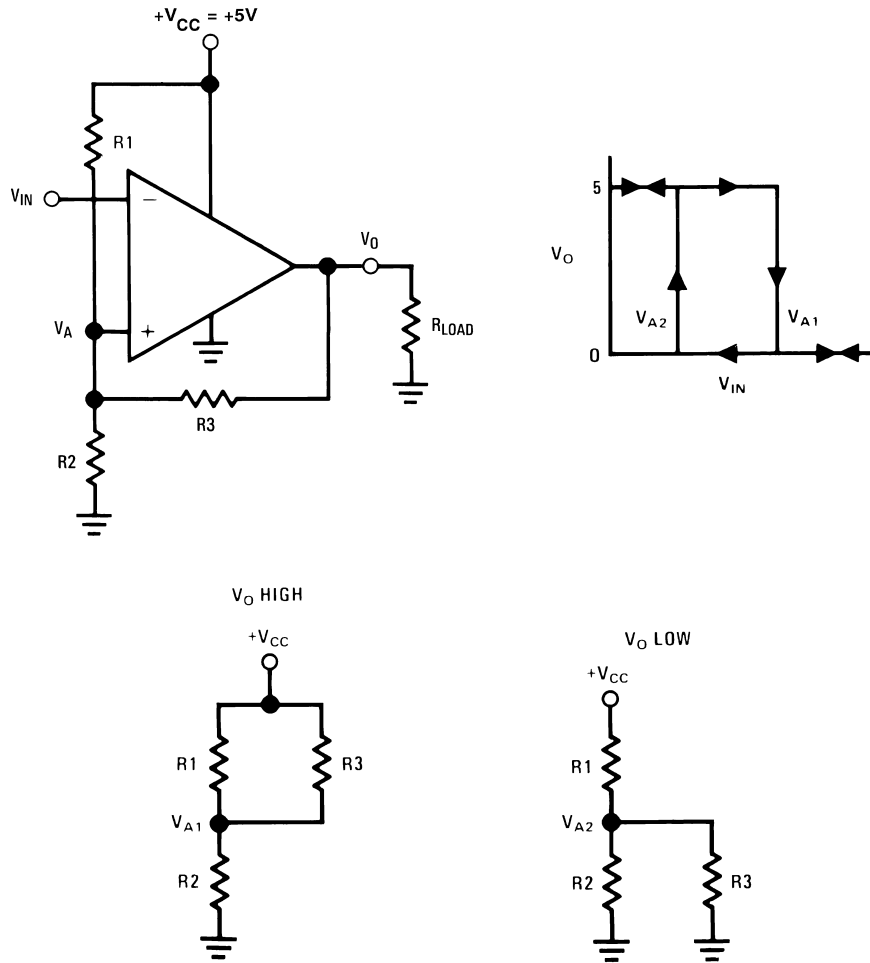 +VCC = +5V
R1
VIN
−
VO
VA
+
RLOAD
R3
R2
5
VO
VA2
VA1
0
VIN
VO HIGH
+VCC
R1
R3
VA1
R2
VO LOW
+VCC
R1
VA2
R2
R3